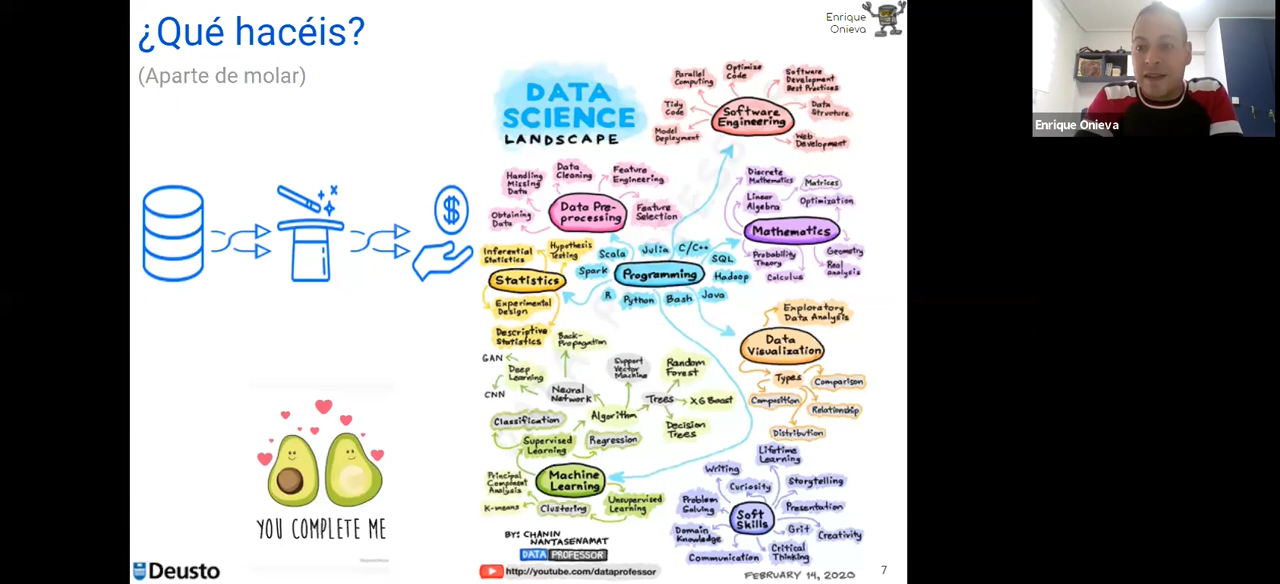 ¿Qué hacéis?
(Aparte de molar)
Enrique
Onieva
Enrique Onieva
DATA
SCIENCE
LANDSCAPE
Parallel
Computing
Optimize
Code
Software
Development
Best Practices
Tidy
Code
Software
Engineering
Data
Structure
Model
Deployment
Web
Development
Handling
Missing
Data
Data
Cleaning
Feature
Engineering
Data Pre-
processing
Feature
Selection
Obtaining
Data
Discrete
Mathematics
Matrices
Linear
Algebra
Optimization
Mathematics
Probability
Theory
Calculus
Geometry
Real
Analysis
Inferential
Statistics
Hypothesis
Testing
Statistics
Experimental
Design
Descriptive
Statistics
Scala
Julia
C/C++
SQL
Spark
Programming
Hadoop
R
Python
Bash
Java
Exploratory
Data Analysis
Data
Visualization
Types
Comparison
Composition
Relationship
Distribution
Back-
Propagation
GAN
Deep
Learning
CNN
Neural
Network
Support
Vector
Machine
Random
Forest
Trees
XG Boost
Decision
Trees
Algorithm
Classification
Supervised
Learning
Regression
Machine
Learning
Principal
Component
Analysis
K-means
Clustering
Unsupervised
Learning
Lifetime
Learning
Writing
Curiosity
Storytelling
Problem
Solving
Soft
Skills
Presentation
Grit
Creativity
Domain
Knowledge
Communication
Critical
Thinking
YOU COMPLETE ME
BY: CHANIN
NANTASENAMAT
DATA PROFESSOR
http://youtube.com/dataprofessor
FEBRUARY 14, 2020
7
Deusto